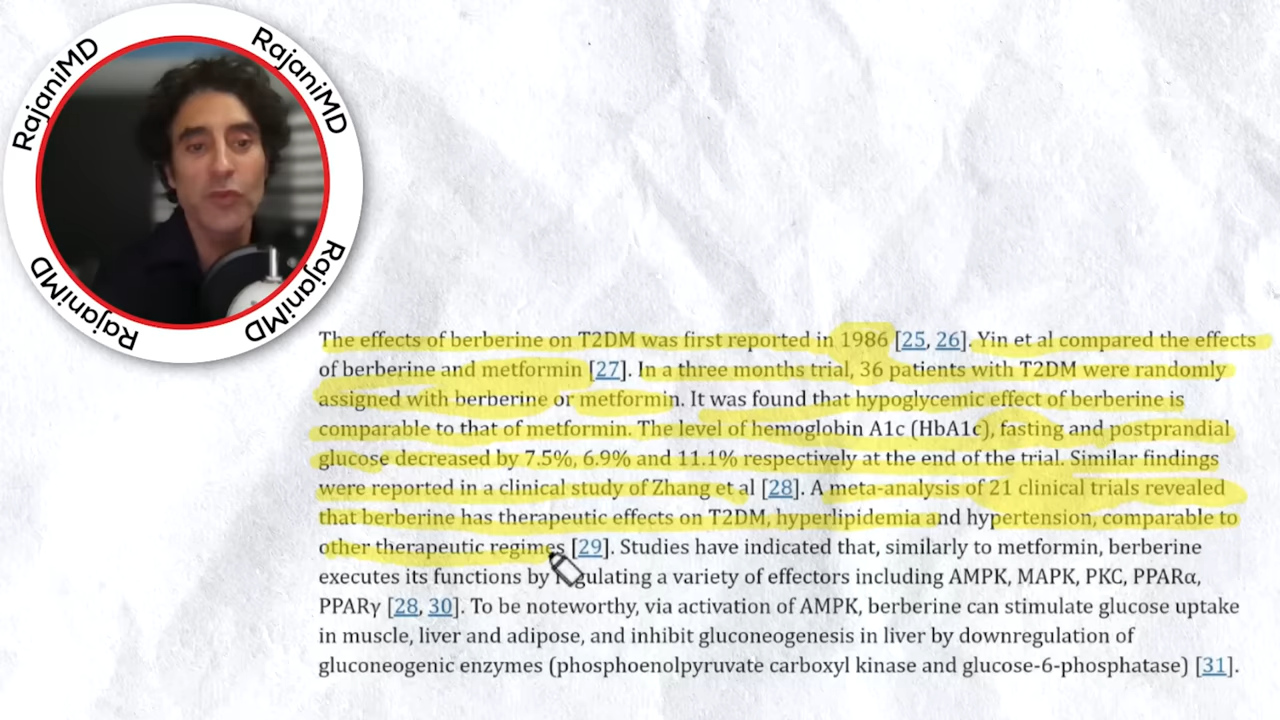 RajaniMD
RajaniMD
RajaniMD
RajaniMD
The effects of berberine on T2DM was first reported in 1986 [25, 26]. Yin et al compared the effects
of berberine and metformin [27]. In a three months trial, 36 patients with T2DM were randomly
assigned with berberine or metformin. It was found that hypoglycemic effect of berberine is
comparable to that of metformin. The level of hemoglobin A1c (HbA1c), fasting and postprandial
glucose decreased by 7.5%, 6.9% and 11.1% respectively at the end of the trial. Similar findings
were reported in a clinical study of Zhang et al [28]. A meta-analysis of 21 clinical trials revealed
that berberine has therapeutic effects on T2DM, hyperlipidemia and hypertension, comparable to
other therapeutic regimes [29]. Studies have indicated that, similarly to metformin, berberine
executes its functions by regulating a variety of effectors including AMPK, MAPK, PKC, PPARα,
PPARγ [28, 30]. To be noteworthy, via activation of AMPK, berberine can stimulate glucose uptake
in muscle, liver and adipose, and inhibit gluconeogenesis in liver by downregulation of
gluconeogenic enzymes (phosphoenolpyruvate carboxyl kinase and glucose-6-phosphatase) [31].